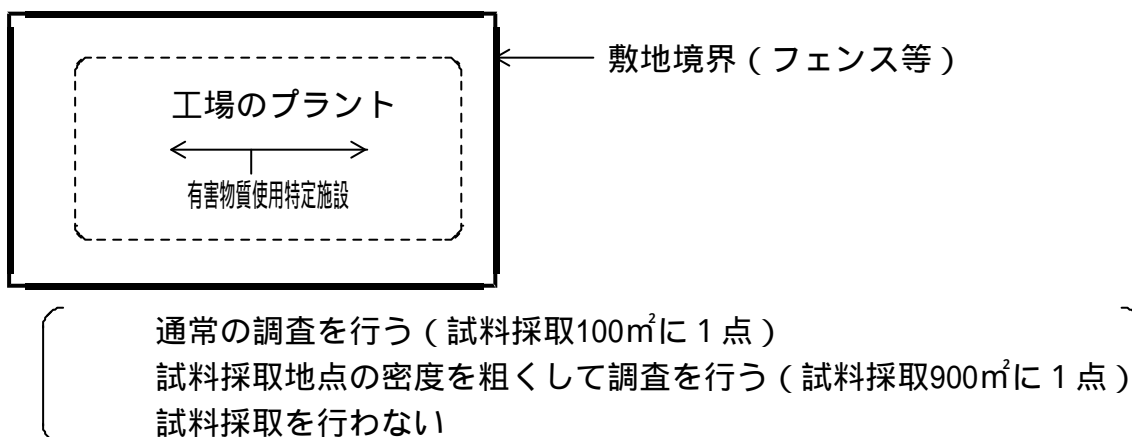 敷地境界（フェンス等）
工場のプラント
有害物質使用特定施設
通常の調査を行う（試料採取100㎡に１点）
試料採取地点の密度を粗くして調査を行う（試料採取900㎡に１点）
試料採取を行わない